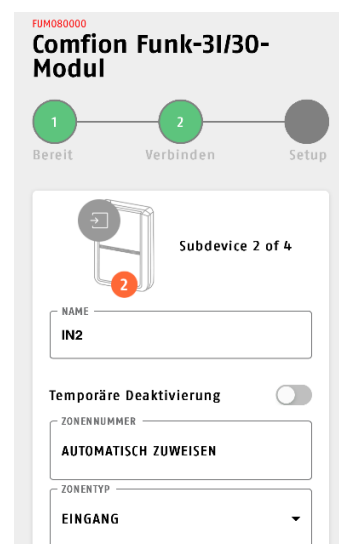 FUM080000
Comfion Funk-3I/3O-
Modul
1
2
Bereit
Verbinden
Setup
Subdevice 2 of 4
2
NAME
IN2
Temporäre Deaktivierung
ZONENNUMMER
AUTOMATISCH ZUWEISEN
ZONENTYP
EINGANG